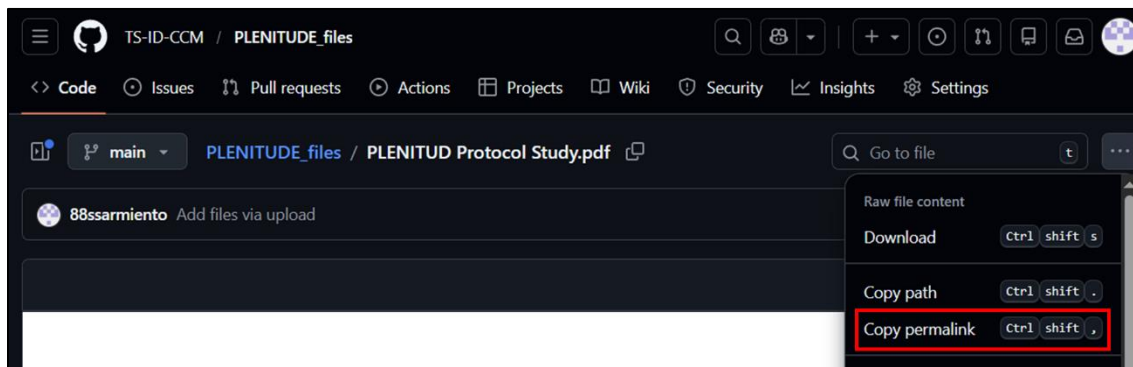 TS-ID-CCM / PLENITUDE_files
<> Code Issues Pull requests Actions Projects Wiki Security Insights Settings
main PLENITUDE_files / PLENITUD Protocol Study.pdf Go to file t ...
88ssarmiento Add files via upload
Raw file content
Download Ctrl shift s
Copy path Ctrl shift .
Copy permalink Ctrl shift ,